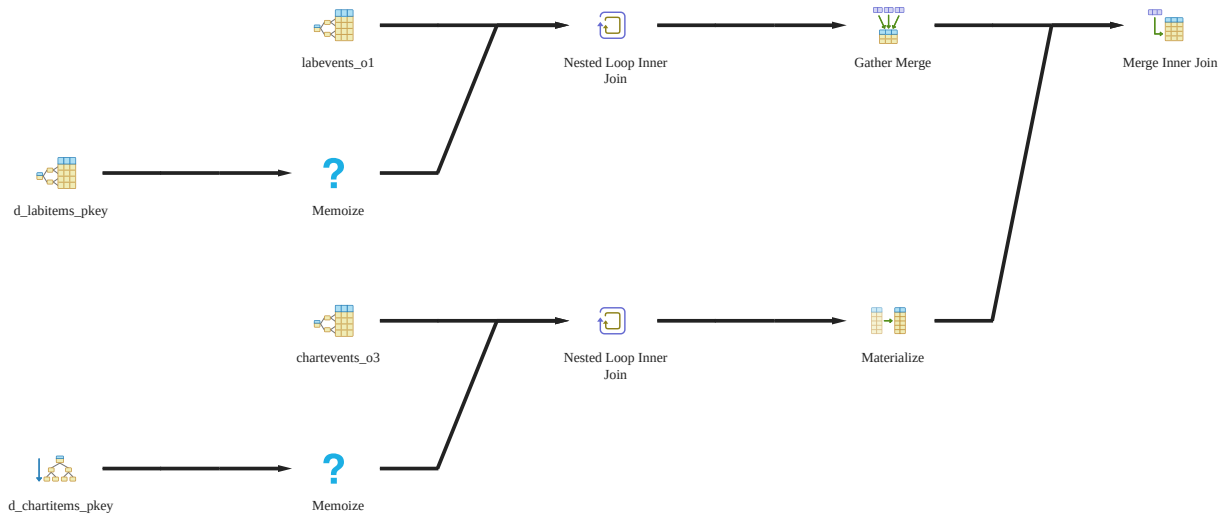 labevents_o1
Nested Loop Inner
Join
Gather Merge
Merge Inner Join
d_labitems_pkey
?
Memoize
chartevents_o3
Nested Loop Inner
Join
Materialize
d_chartitems_pkey
?
Memoize